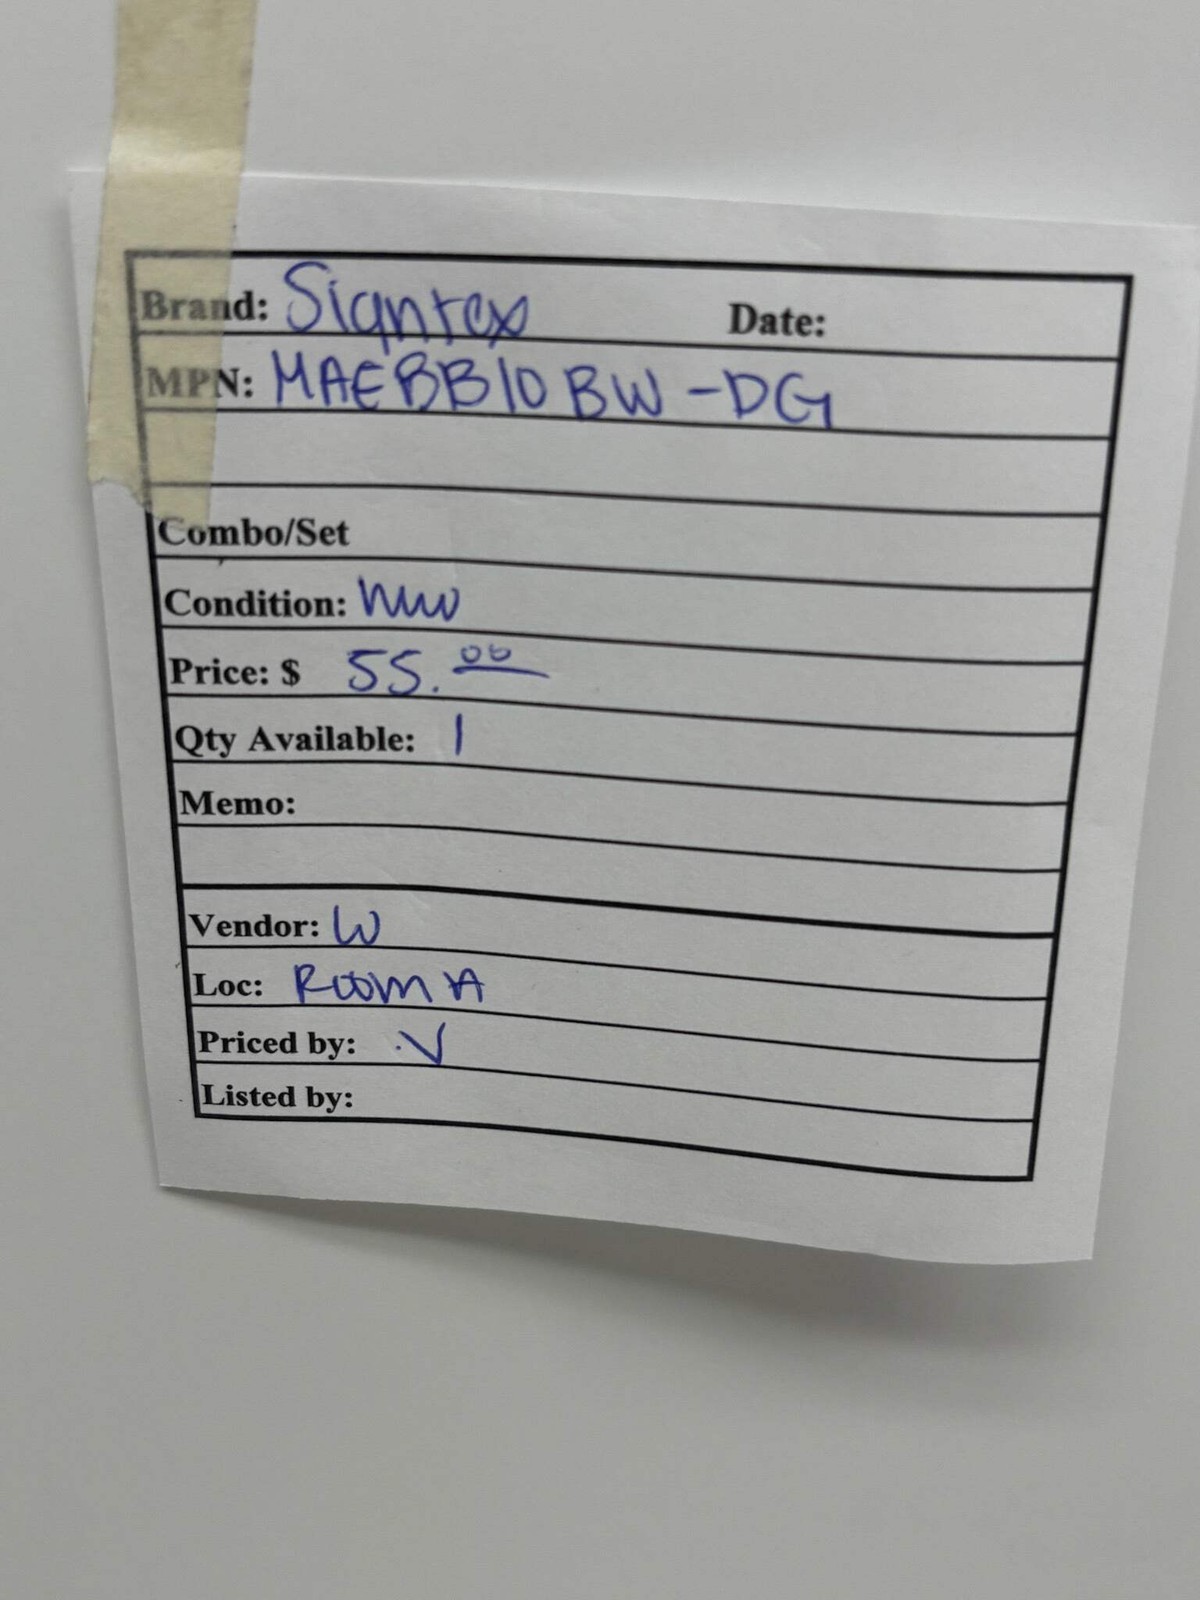 Brand: Signtex Date:
MPN: MAEBB10BW-DG
Combo/Set
Condition: new
Price: $ 55.00
Qty Available: 1
Memo:
Vendor: W
Loc: Room A
Priced by: V
Listed by: